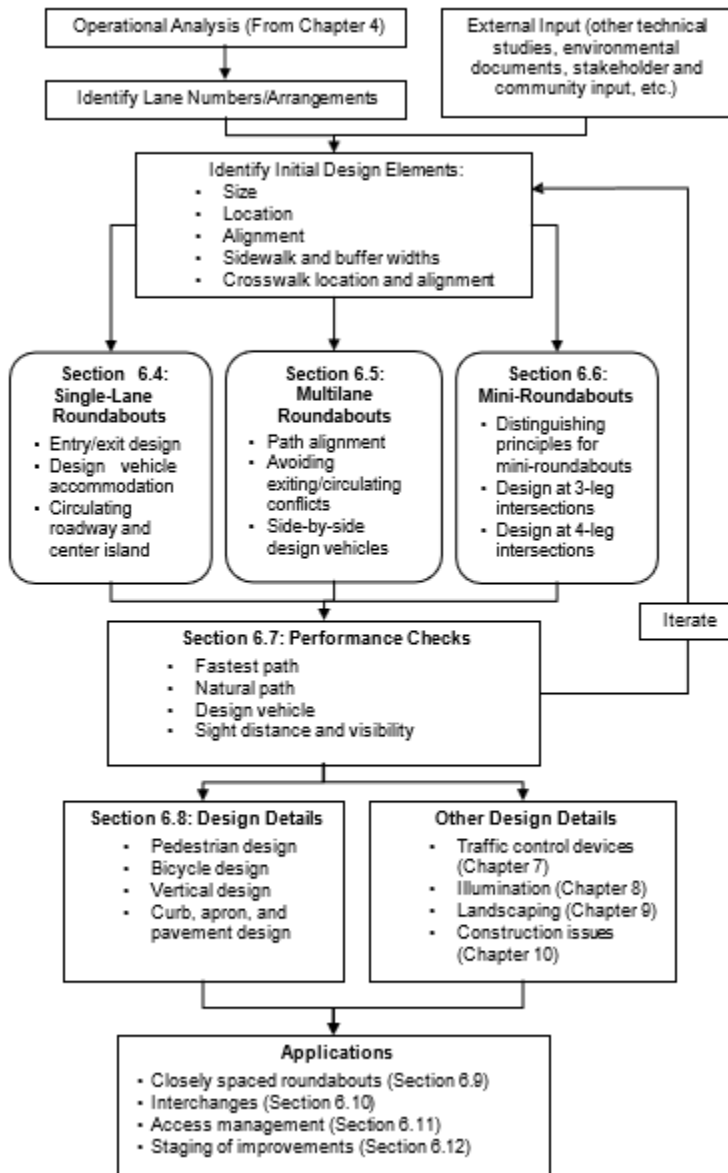 Operational Analysis (From Chapter 4)
External Input (other technical
studies, environmental
documents, stakeholder and
community input, etc.)
Identify Lane Numbers/Arrangements
Identify Initial Design Elements:
▪ Size
▪ Location
▪ Alignment
▪ Sidewalk and buffer widths
▪ Crosswalk location and alignment
Section 6.4:
Single-Lane
Roundabouts
▪ Entry/exit design
▪ Design vehicle
accommodation
▪ Circulating
roadway and
center island
Section 6.5:
Multilane
Roundabouts
▪ Path alignment
▪ Avoiding
exiting/circulating
conflicts
▪ Side-by-side
design vehicles
Section 6.6:
Mini-Roundabouts
▪ Distinguishing
principles for
mini-roundabouts
▪ Design at 3-leg
intersections
▪ Design at 4-leg
intersections
Iterate
Section 6.7: Performance Checks
▪ Fastest path
▪ Natural path
▪ Design vehicle
▪ Sight distance and visibility
Section 6.8: Design Details
▪ Pedestrian design
▪ Bicycle design
▪ Vertical design
▪ Curb, apron, and
pavement design
Other Design Details
▪ Traffic control devices
(Chapter 7)
▪ Illumination (Chapter 8)
▪ Landscaping (Chapter 9)
▪ Construction issues
(Chapter 10)
Applications
▪ Closely spaced roundabouts (Section 6.9)
▪ Interchanges (Section 6.10)
▪ Access management (Section 6.11)
▪ Staging of improvements (Section 6.12)